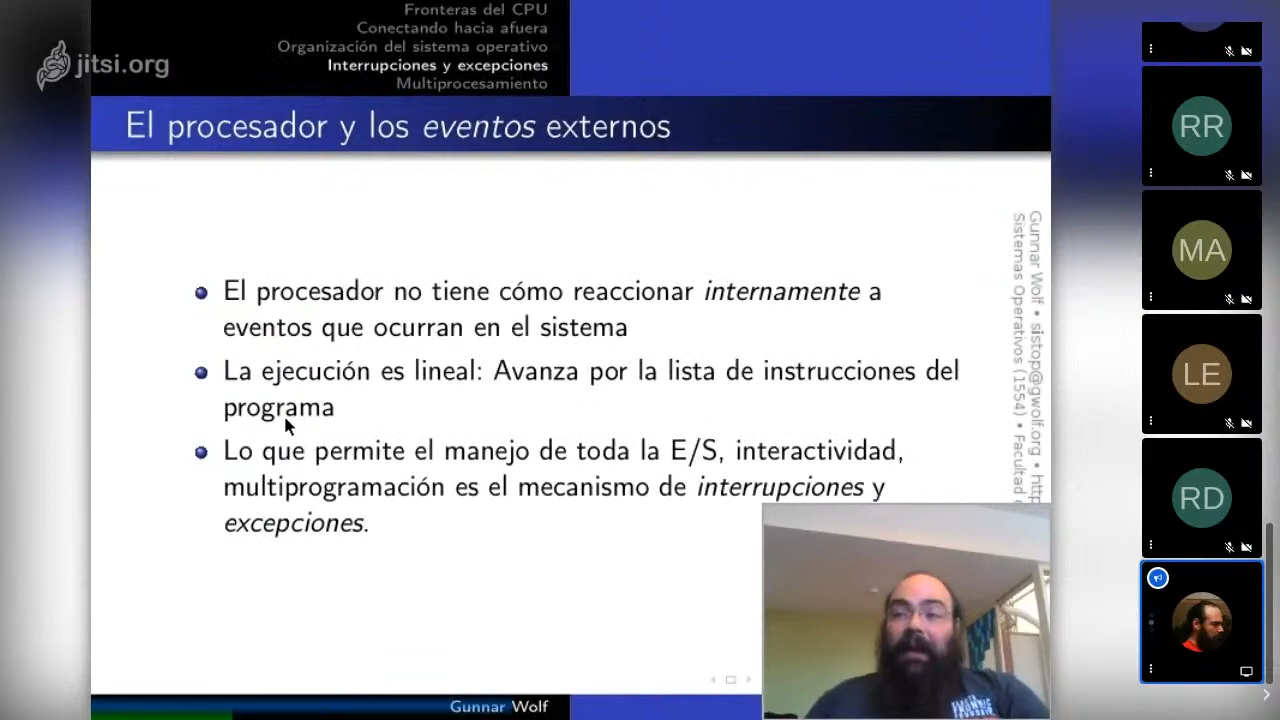 Fronteras del CPU
Conectando hacia afuera
Organización del sistema operativo
Interrupciones y excepciones
Multiprocesamiento
jitsi.org
El procesador y los eventos externos
El procesador no tiene cómo reaccionar internamente a
eventos que ocurran en el sistema
La ejecución es lineal: Avanza por la lista de instrucciones del
programa
Lo que permite el manejo de toda la E/S, interactividad,
multiprogramación es el mecanismo de interrupciones y
excepciones.
Gunnar Wolf • sistop@gwolf.org • http
Sistemas Operativos (1554) • Facultad
Gunnar Wolf
RR
MA
LE
RD